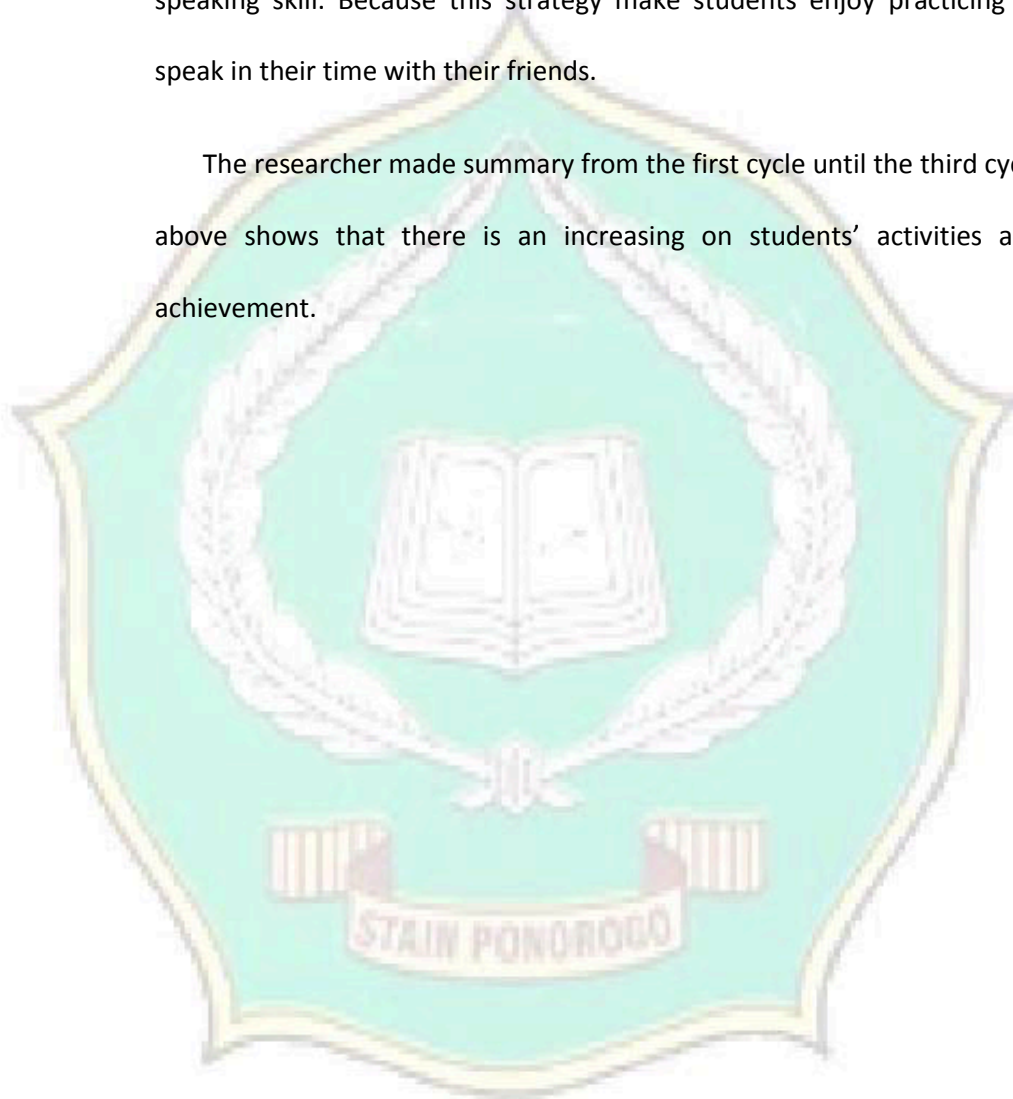 speaking skill. Because this strategy make students enjoy practicing
speak in their time with their friends.
The researcher made summary from the first cycle until the third cy
above shows that there is an increasing on students' activities a
achievement.
STAIN PONOROGO